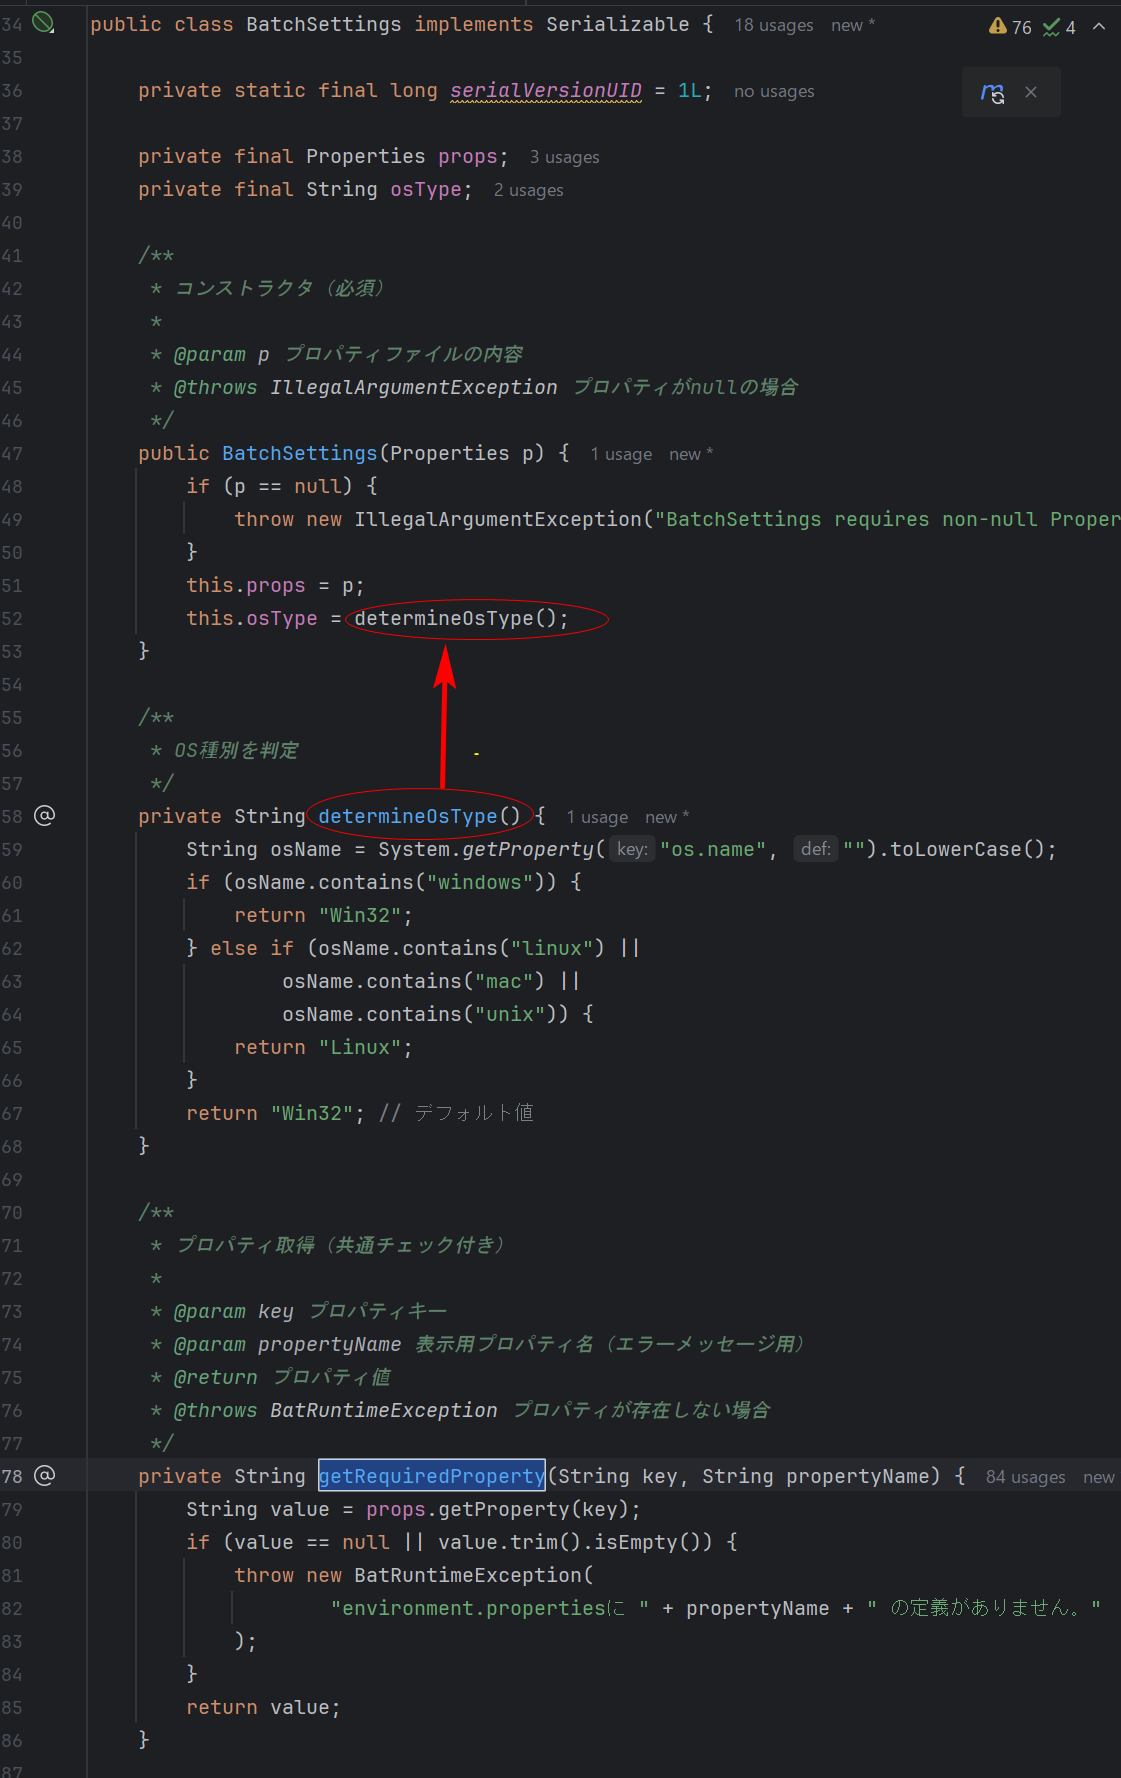 34 public class BatchSettings implements Serializable { 18 usages new * 76 4
35
36 private static final long serialVersionUID = 1L; no usages
37
38 private final Properties props; 3 usages
39 private final String osType; 2 usages
40
41 /**
42 * コンストラクタ（必須）
43 *
44 * @param p プロパティファイルの内容
45 * @throws IllegalArgumentException プロパティがnullの場合
46 */
47 public BatchSettings(Properties p) { 1 usage new *
48 if (p == null) {
49 throw new IllegalArgumentException("BatchSettings requires non-null Proper
50 }
51 this.props = p;
52 this.osType = determineOsType();
53 }
54
55 /**
56 * OS種別を判定
57 */
58 private String determineOsType() { 1 usage new *
59 String osName = System.getProperty( key: "os.name", def: "").toLowerCase();
60 if (osName.contains("windows")) {
61 return "Win32";
62 } else if (osName.contains("linux") ||
63 osName.contains("mac") ||
64 osName.contains("unix")) {
65 return "Linux";
66 }
67 return "Win32"; // デフォルト値
68 }
69
70 /**
71 * プロパティ取得（共通チェック付き）
72 *
73 * @param key プロパティキー
74 * @param propertyName 表示用プロパティ名（エラーメッセージ用）
75 * @return プロパティ値
76 * @throws BatRuntimeException プロパティが存在しない場合
77 */
78 private String getRequiredProperty(String key, String propertyName) { 84 usages new
79 String value = props.getProperty(key);
80 if (value == null || value.trim().isEmpty()) {
81 throw new BatRuntimeException(
82 "environment.propertiesに " + propertyName + " の定義がありません。"
83 );
84 }
85 return value;
86 }
87